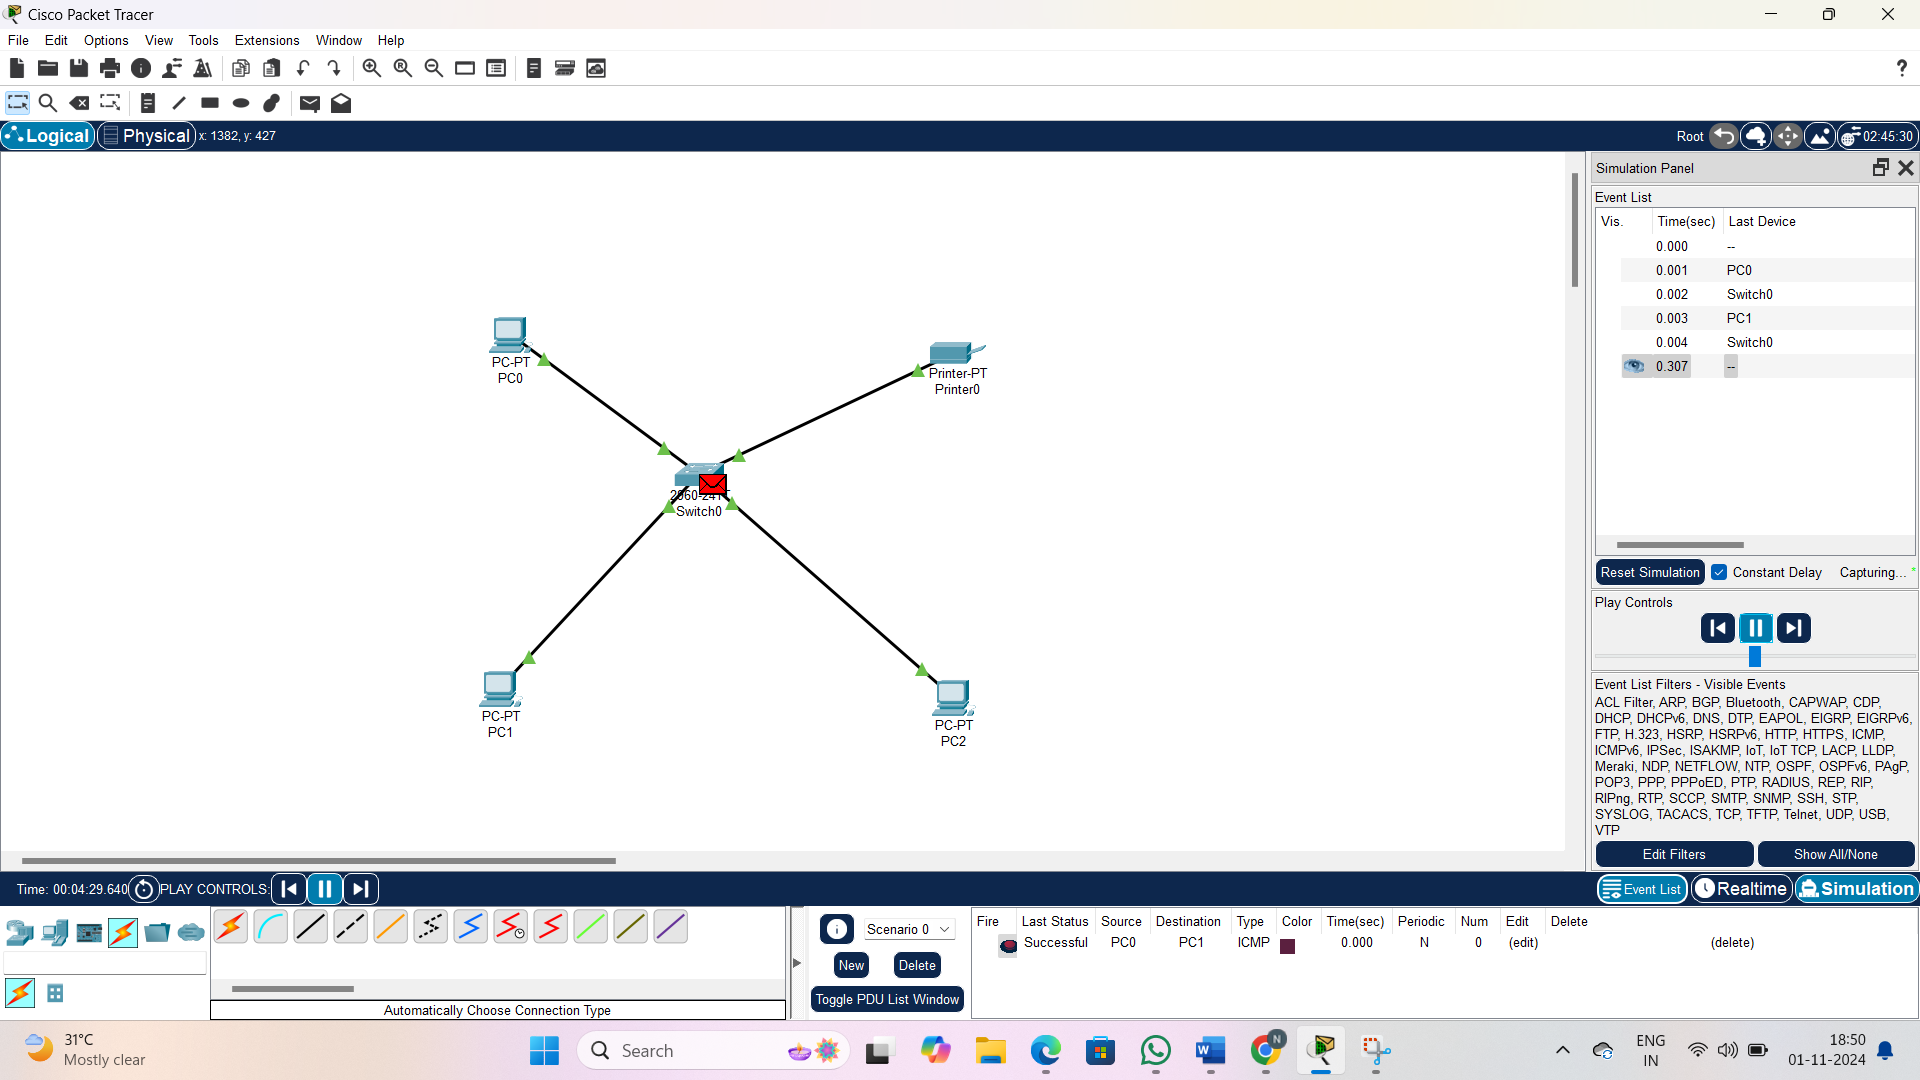 Cisco Packet Tracer
File Edit Options View Tools Extensions Window Help
?
Logical Physical x: 1382, y: 427 Root 02:45:30
PC-PT
PC0
Printer-PT
Printer0
Switch0
PC-PT
PC1
PC-PT
PC2
Simulation Panel
Event List
Vis. Time(sec) Last Device
0.000 --
0.001 PC0
0.002 Switch0
0.003 PC1
0.004 Switch0
0.307 --
Reset Simulation Constant Delay Capturing...
Play Controls
Event List Filters - Visible Events
ACL Filter, ARP, BGP, Bluetooth, CAPWAP, CDP,
DHCP, DHCPv6, DNS, DTP, EAPOL, EIGRP, EIGRPv6,
FTP, H.323, HSRP, HSRPv6, HTTP, HTTPS, ICMP,
ICMPv6, IPSec, ISAKMP, IoT, IoT TCP, LACP, LLDP,
Meraki, NDP, NETFLOW, NTP, OSPF, OSPFv6, PAgP,
POP3, PPP, PPPoED, PTP, RADIUS, REP, RIP,
RIPng, RTP, SCCP, SMTP, SNMP, SSH, STP,
SYSLOG, TACACS, TCP, TFTP, Telnet, UDP, USB,
VTP
Edit Filters Show All/None
Time: 00:04:29.640 PLAY CONTROLS: Event List Realtime Simulation
Automatically Choose Connection Type
Scenario 0
New Delete
Toggle PDU List Window
Fire Last Status Source Destination Type Color Time(sec) Periodic Num Edit Delete
Successful PC0 PC1 ICMP 0.000 N 0 (edit) (delete)
31°C
Mostly clear
Search
N
ENG
IN
18:50
01-11-2024